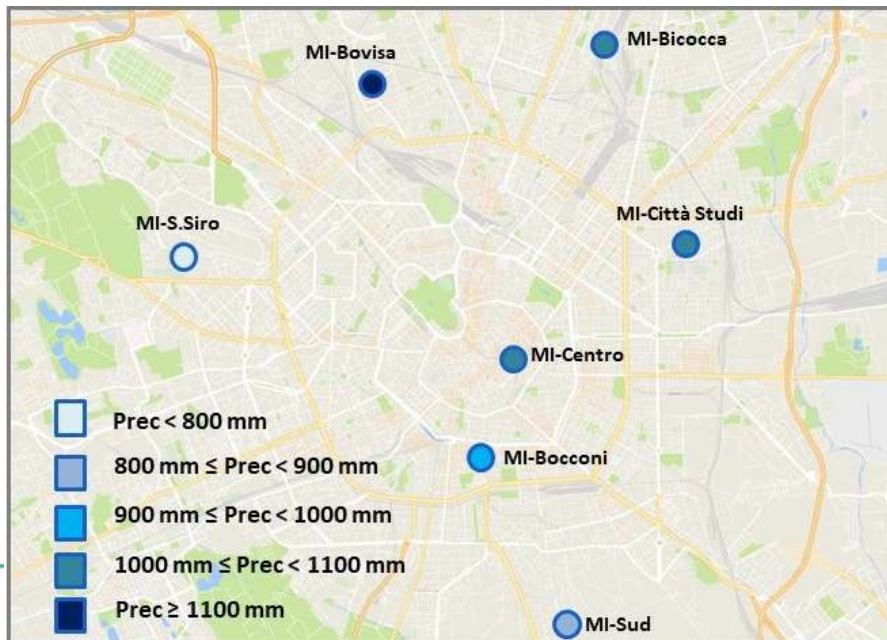 MI-Bicocca
MI-Bovisa
MI-Città Studi
MI-S.Siro
MI-Centro
MI-Bocconi
MI-Sud
Prec < 800 mm
800 mm ≤ Prec < 900 mm
900 mm ≤ Prec < 1000 mm
1000 mm ≤ Prec < 1100 mm
Prec ≥ 1100 mm